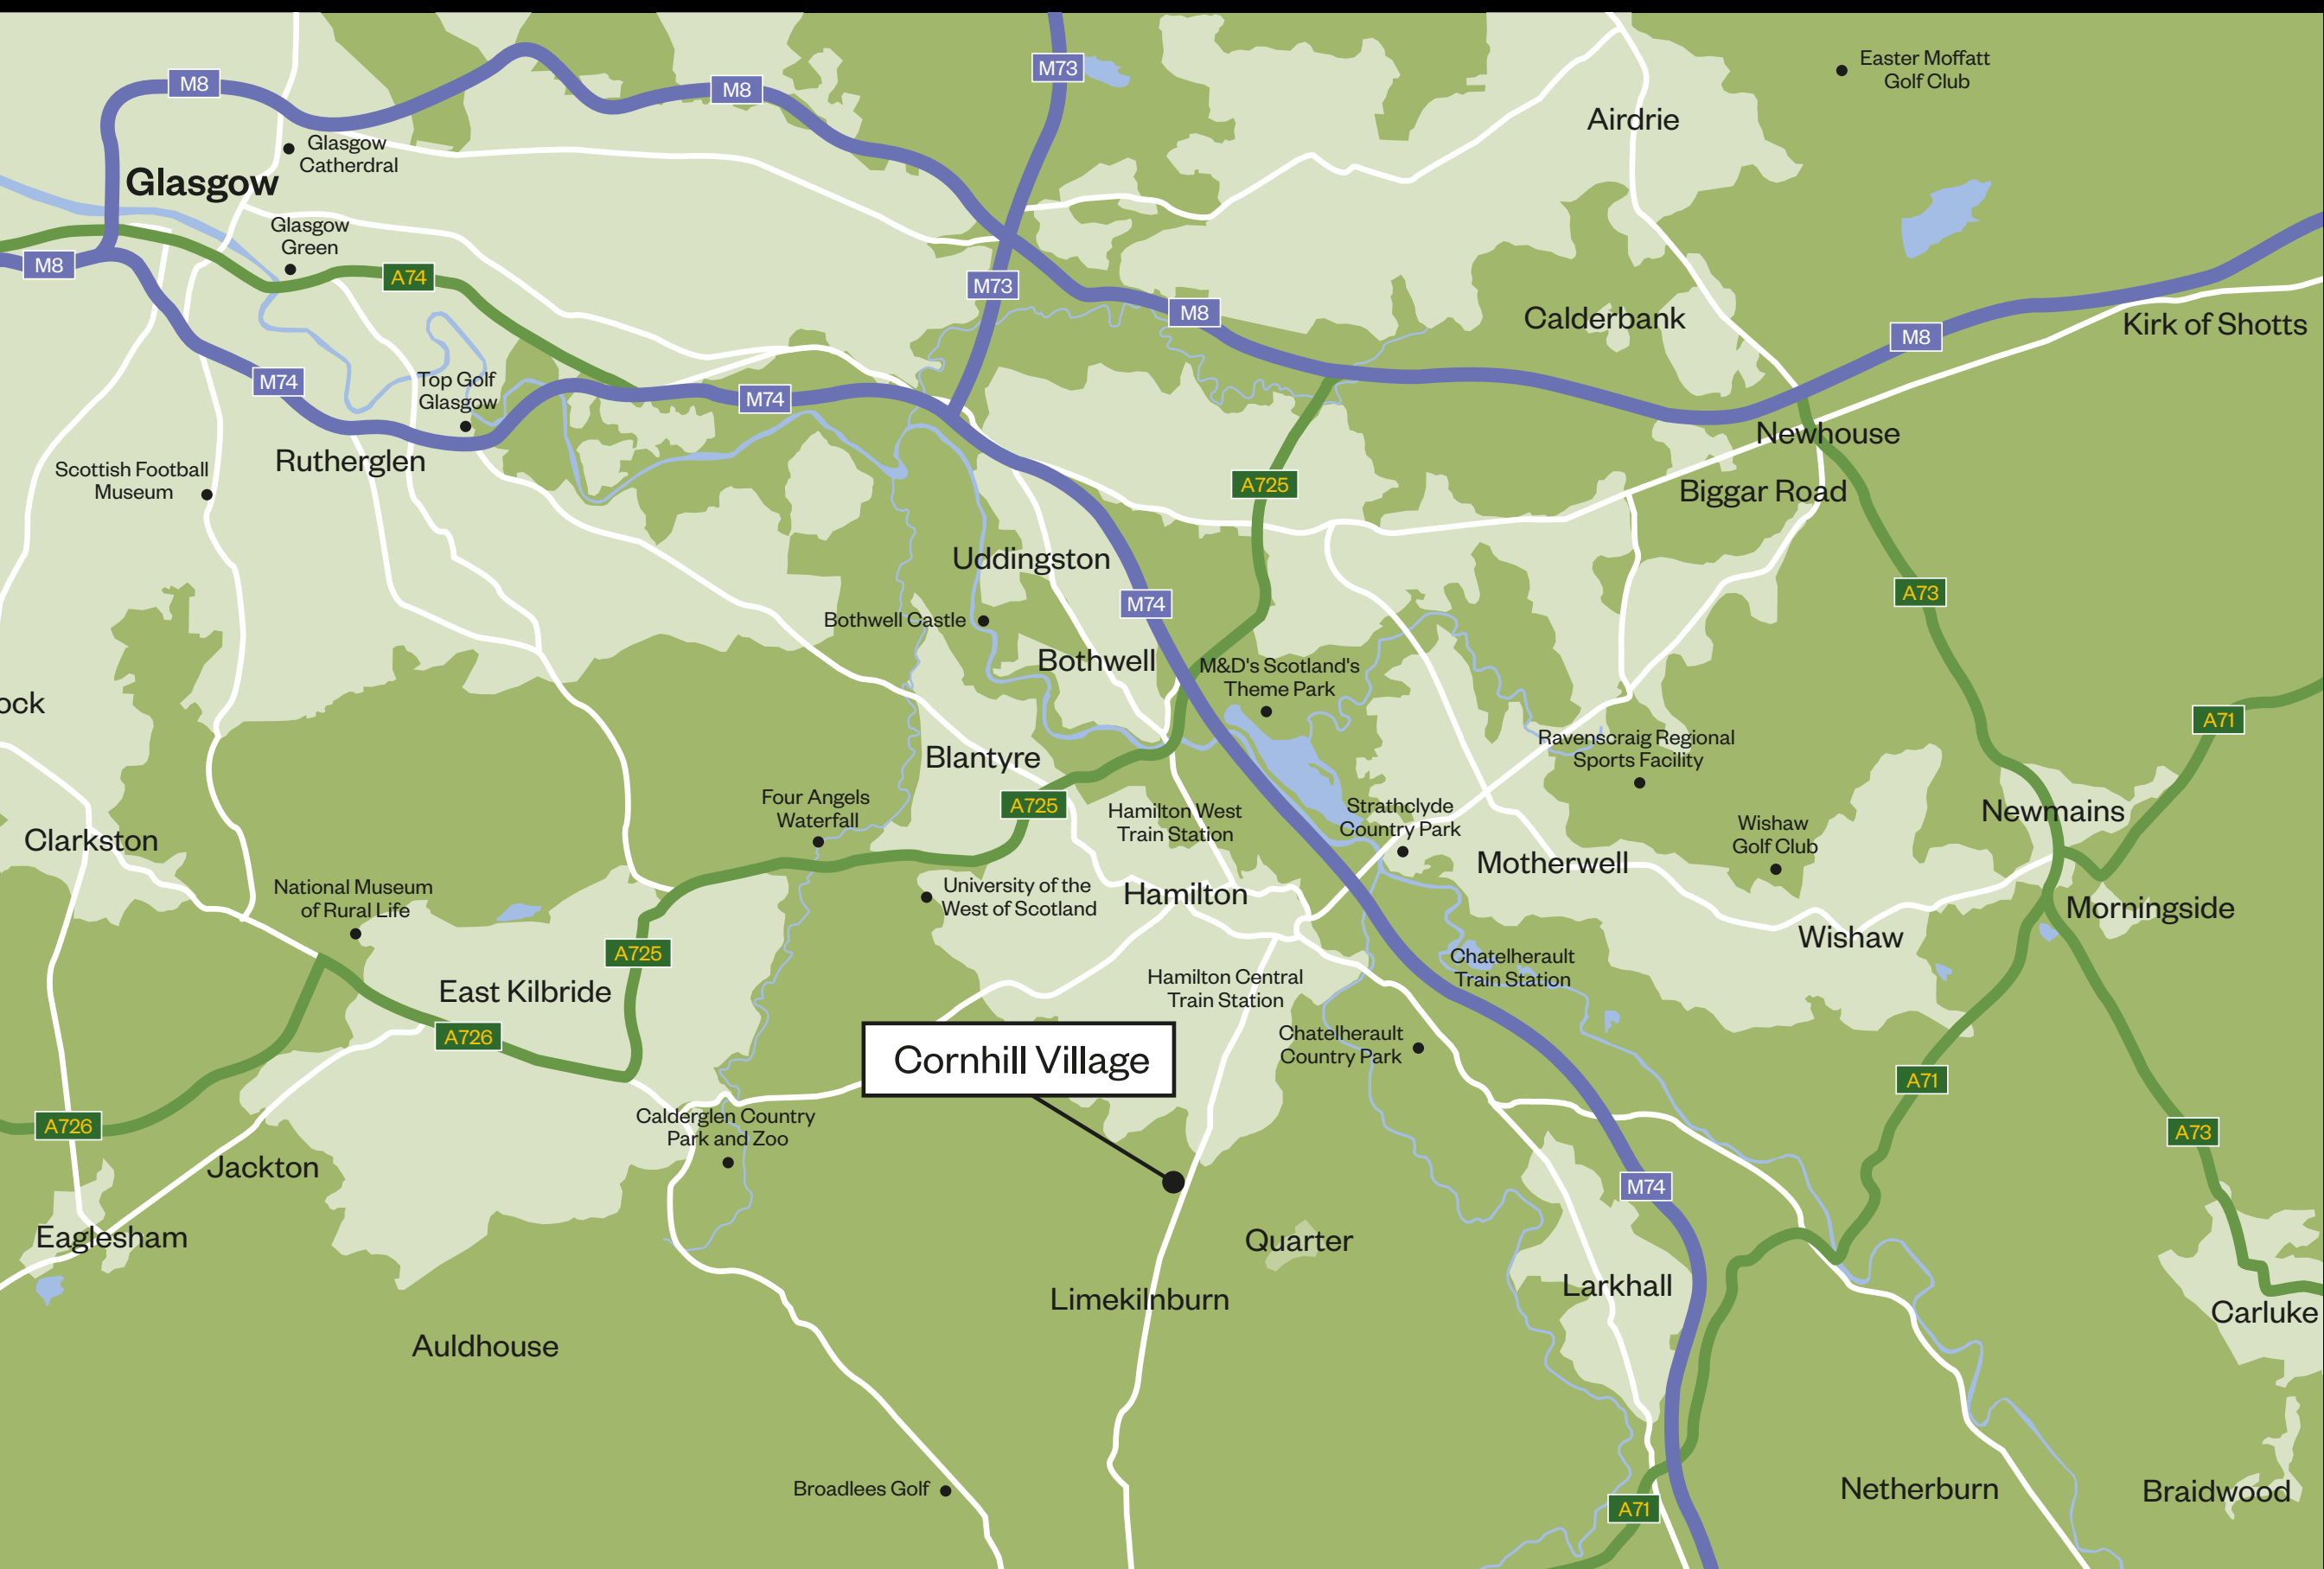 M73
M8
M8
Easter Moffatt
Golf Club
Airdrie
Glasgow
Catherdral
Glasgow
Glasgow
Green
M8
A74
M73
M8
Calderbank
M8
Kirk of Shotts
M74
Top Golf
Glasgow
M74
Newhouse
Rutherglen
Scottish Football
Museum
A725
Biggar Road
Uddingston
M74
A73
Bothwell Castle
Bothwell
M&D's Scotland's
Theme Park
ock
A71
Ravenscraig Regional
Sports Facility
Blantyre
Four Angels
Waterfall
A725
Hamilton West
Train Station
Strathclyde
Country Park
Newmains
Clarkston
Wishaw
Golf Club
Motherwell
National Museum
of Rural Life
University of the
West of Scotland
Hamilton
Morningside
Wishaw
A725
Chatelherault
Train Station
East Kilbride
Hamilton Central
Train Station
A726
Cornhill Village
Chatelherault
Country Park
A71
A726
Calderglen Country
Park and Zoo
A73
Jackton
M74
Eaglesham
Quarter
Limekilnburn
Larkhall
Carluke
Auldhouse
Broadlees Golf
A71
Netherburn
Braidwood